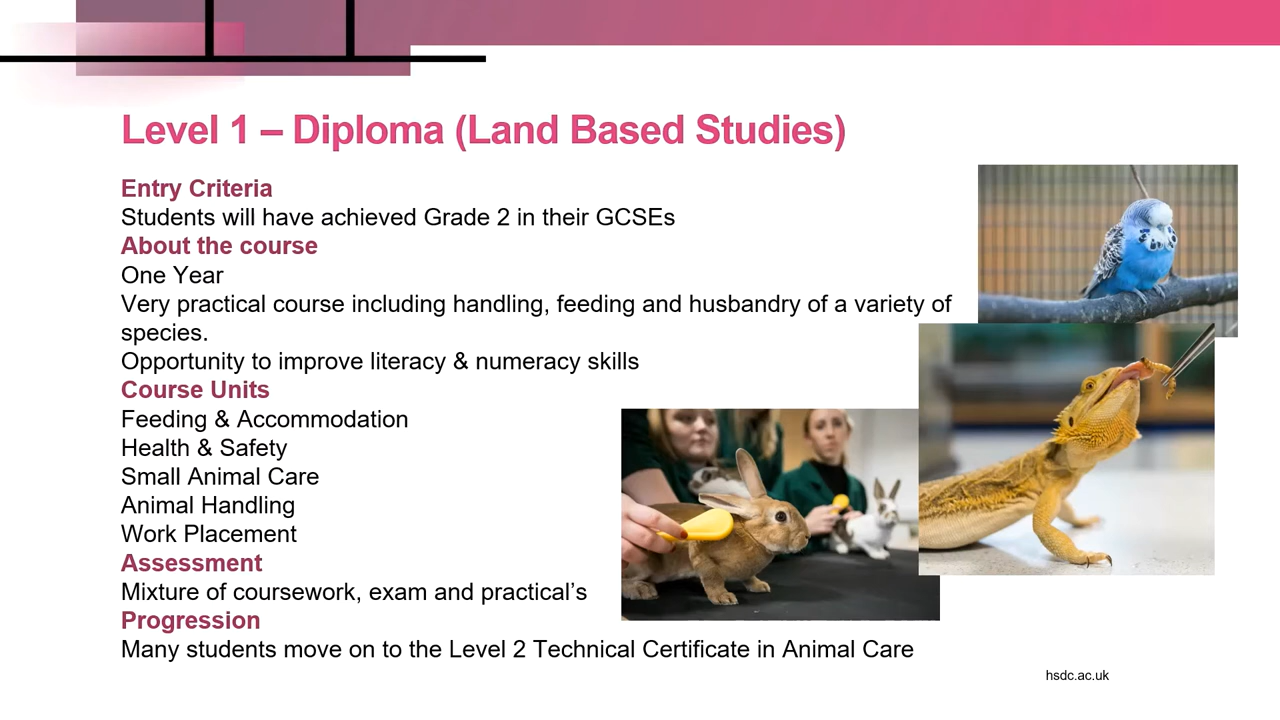 Level 1 – Diploma (Land Based Studies)
Entry Criteria
Students will have achieved Grade 2 in their GCSEs
About the course
One Year
Very practical course including handling, feeding and husbandry of a variety of
species.
Opportunity to improve literacy & numeracy skills
Course Units
Feeding & Accommodation
Health & Safety
Small Animal Care
Animal Handling
Work Placement
Assessment
Mixture of coursework, exam and practical’s
Progression
Many students move on to the Level 2 Technical Certificate in Animal Care
hsdc.ac.uk